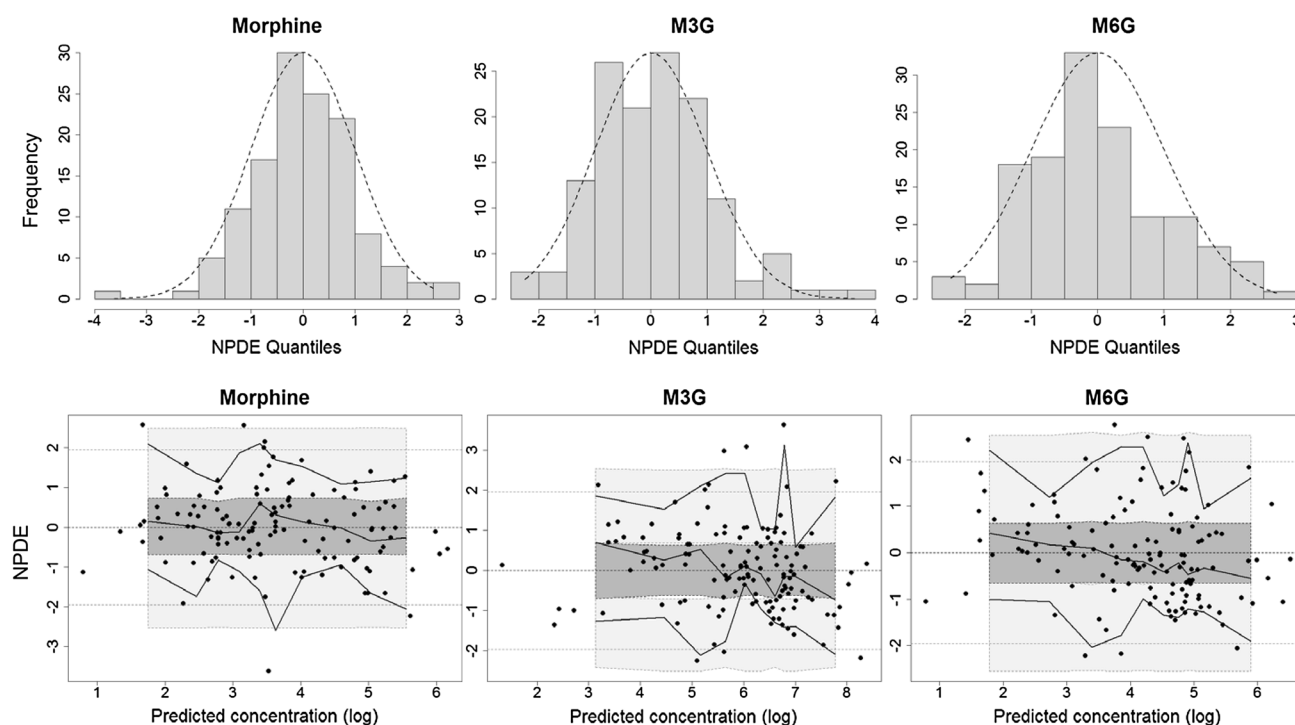 Morphine
M3G
M6G
Frequency
30
25
20
15
10
5
0
-4 -3 -2 -1 0 1 2 3
NPDE Quantiles
25
20
15
10
5
0
-2 -1 0 1 2 3 4
NPDE Quantiles
30
20
10
5
0
-2 -1 0 1 2 3
NPDE Quantiles
Morphine
M3G
M6G
NPDE
2
1
0
-1
-2
-3
1 2 3 4 5 6
Predicted concentration (log)
3
2
1
0
-1
-2
2 3 4 5 6 7 8
Predicted concentration (log)
2
1
0
-1
-2
1 2 3 4 5 6
Predicted concentration (log)